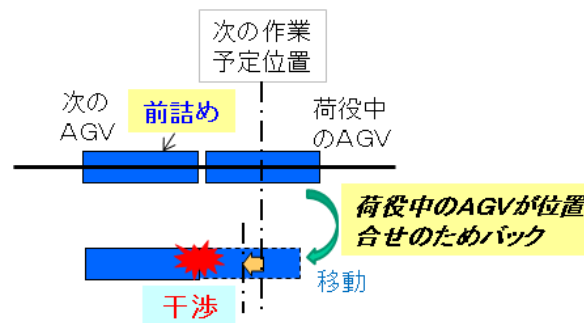 次の作業
予定位置
次の
AGV
前詰め
荷役中
のAGV
荷役中のAGVが位置
合せのためバック
移動
干渉